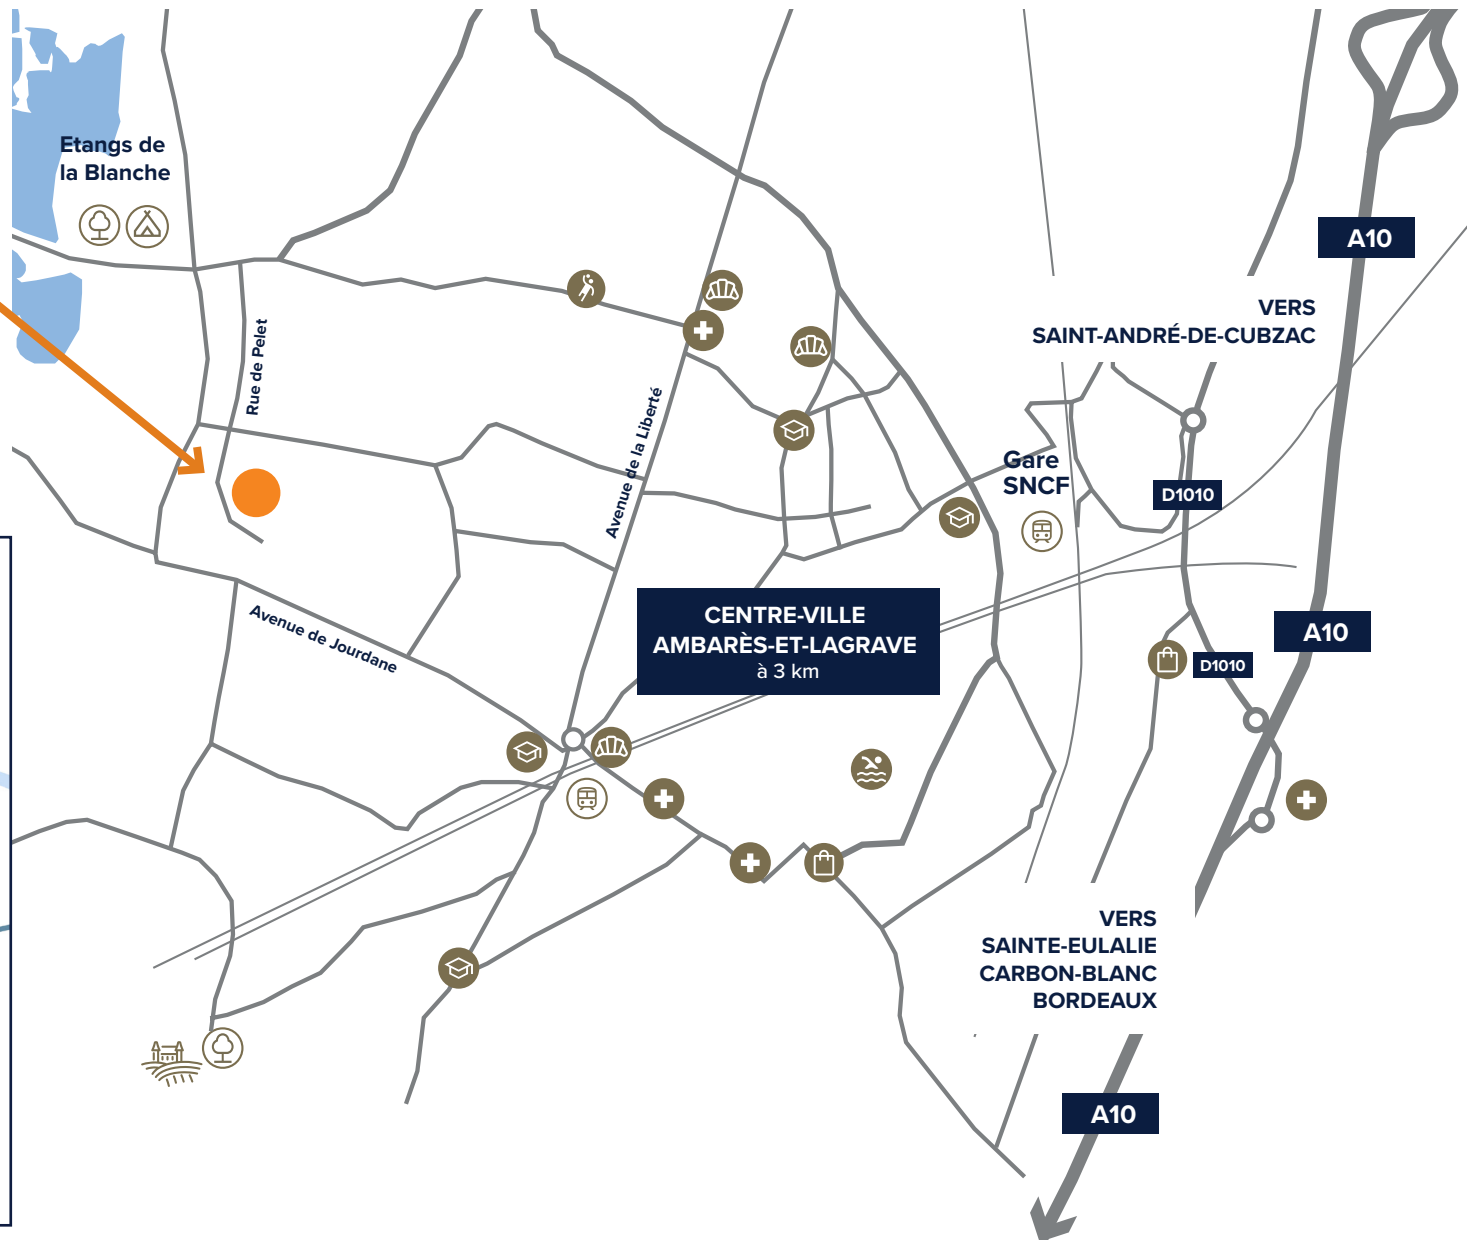 Etangs de
la Blanche
A10
VERS
SAINT-ANDRÉ-DE-CUBZAC
Rue de Pelet
Avenue de la Liberté
Gare
SNCF
D1010
CENTRE-VILLE
AMBARÈS-ET-LAGRAVE
à 3 km
Avenue de Jourdane
A10
D1010
VERS
SAINTE-EULALIE
CARBON-BLANC
BORDEAUX
A10